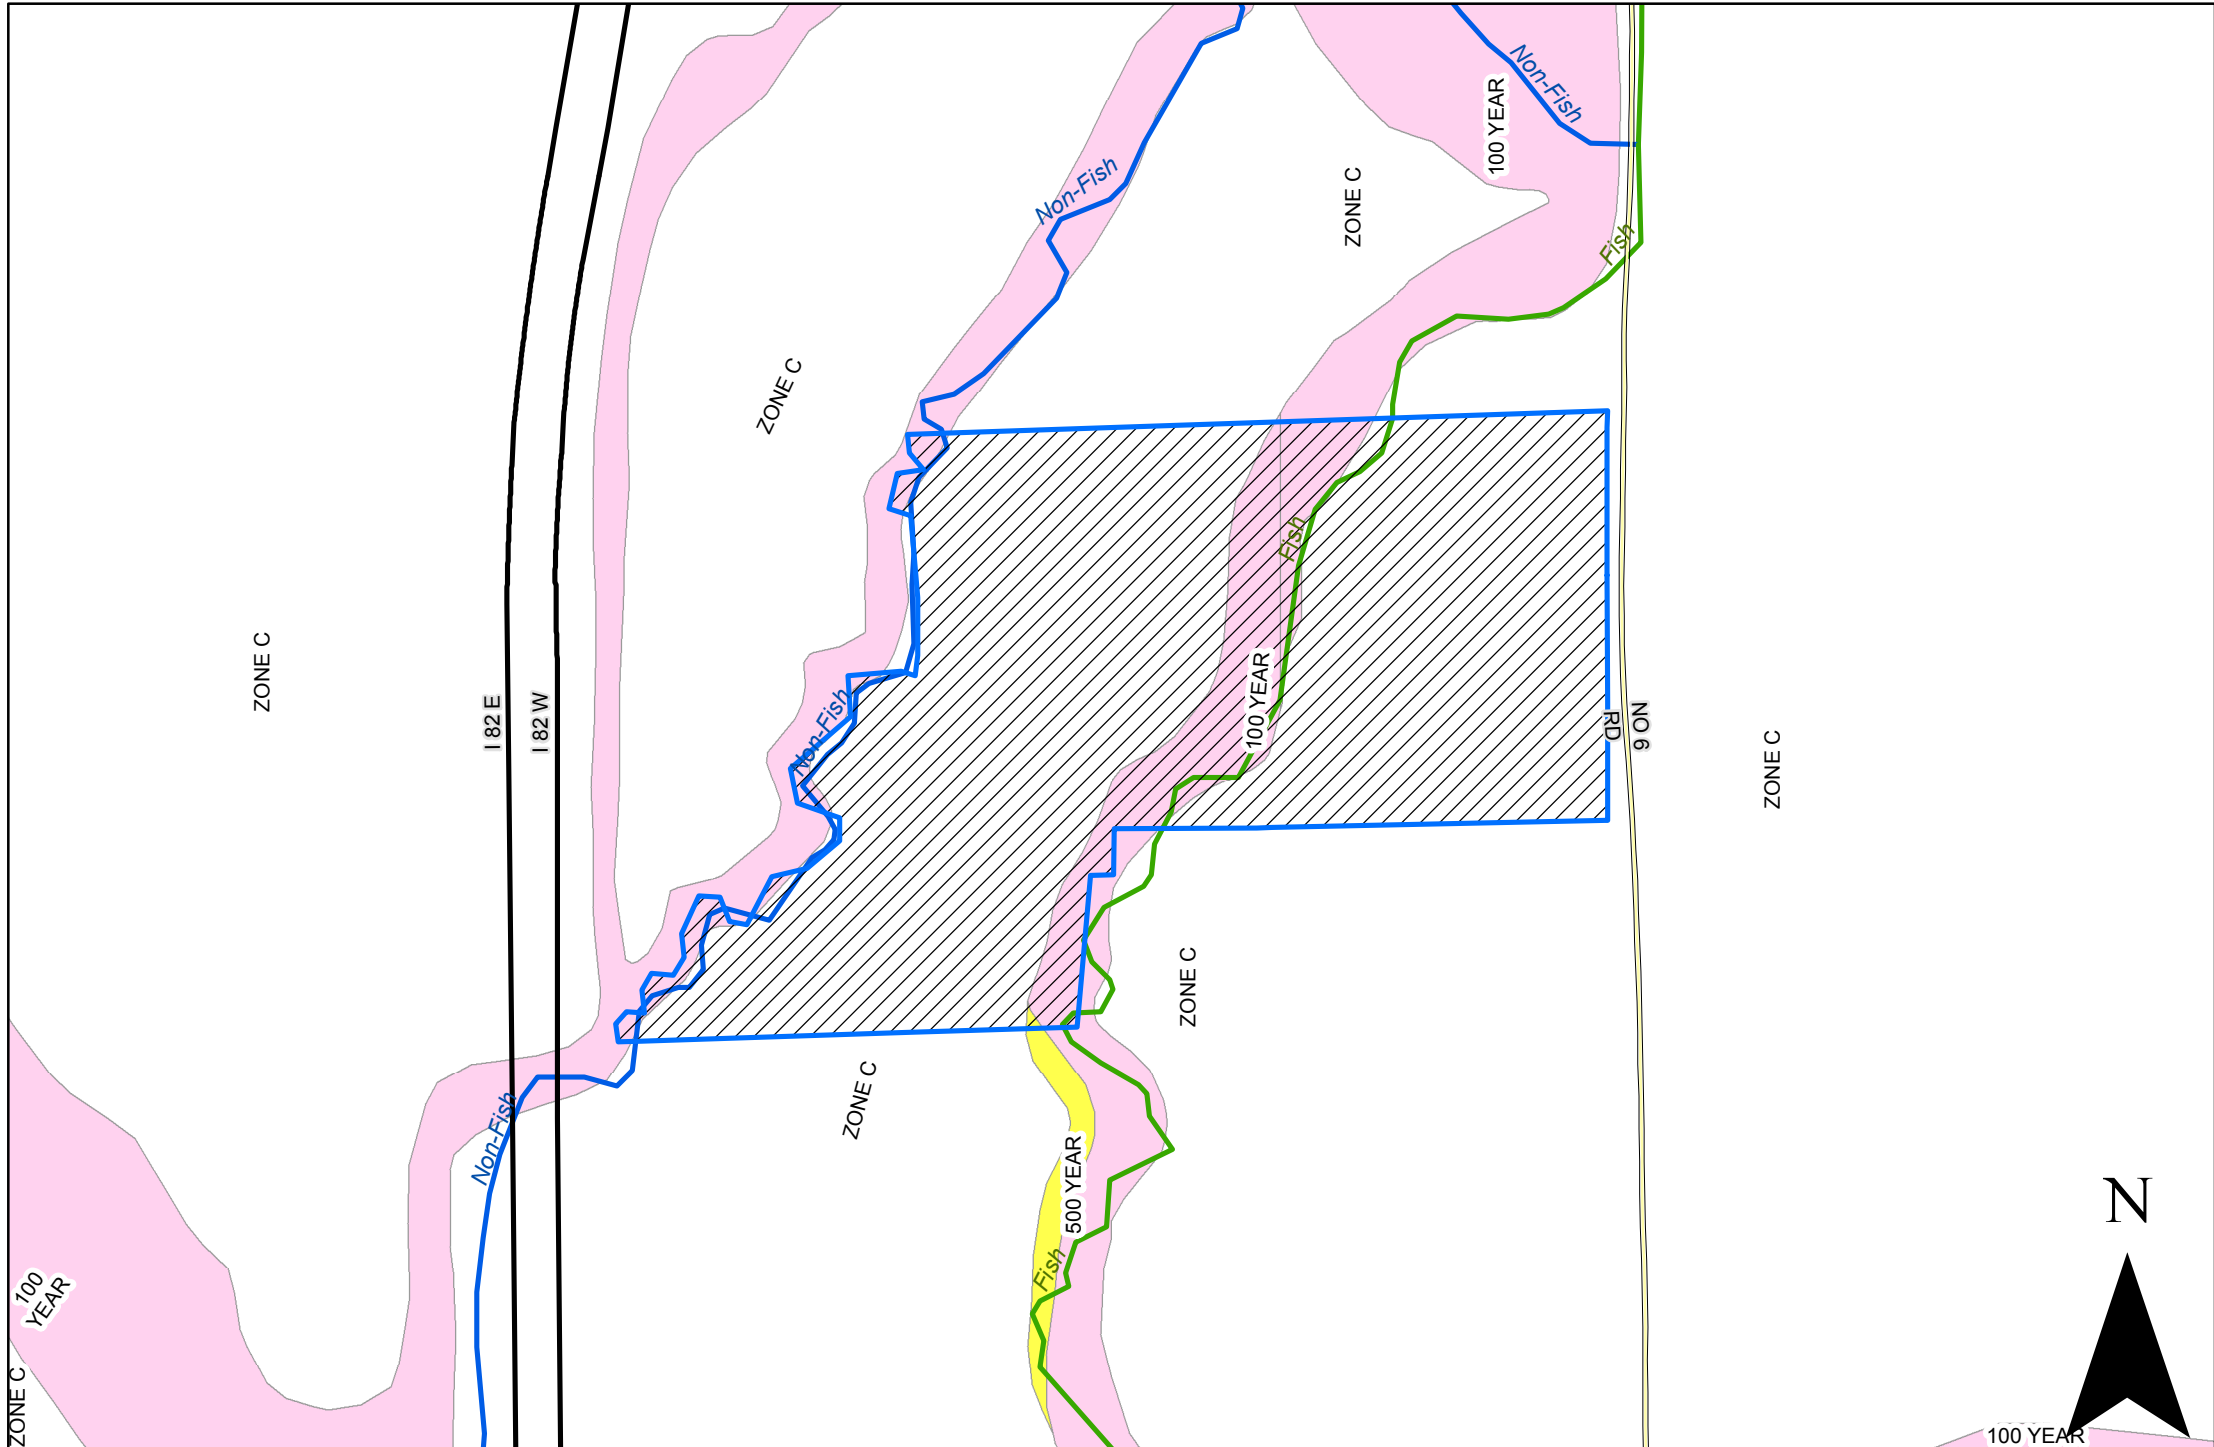 Non-Fish
100 YEAR
Non-Fish
ZONE C
Fish
ZONE C
Fish
ZONE C
100 YEAR
I 82 E
I 82 W
Non-Fish
NO 6
RD
ZONE C
ZONE C
ZONE C
Non-Fish
500 YEAR
N
Fish
100
YEAR
ZONE C
100 YEAR